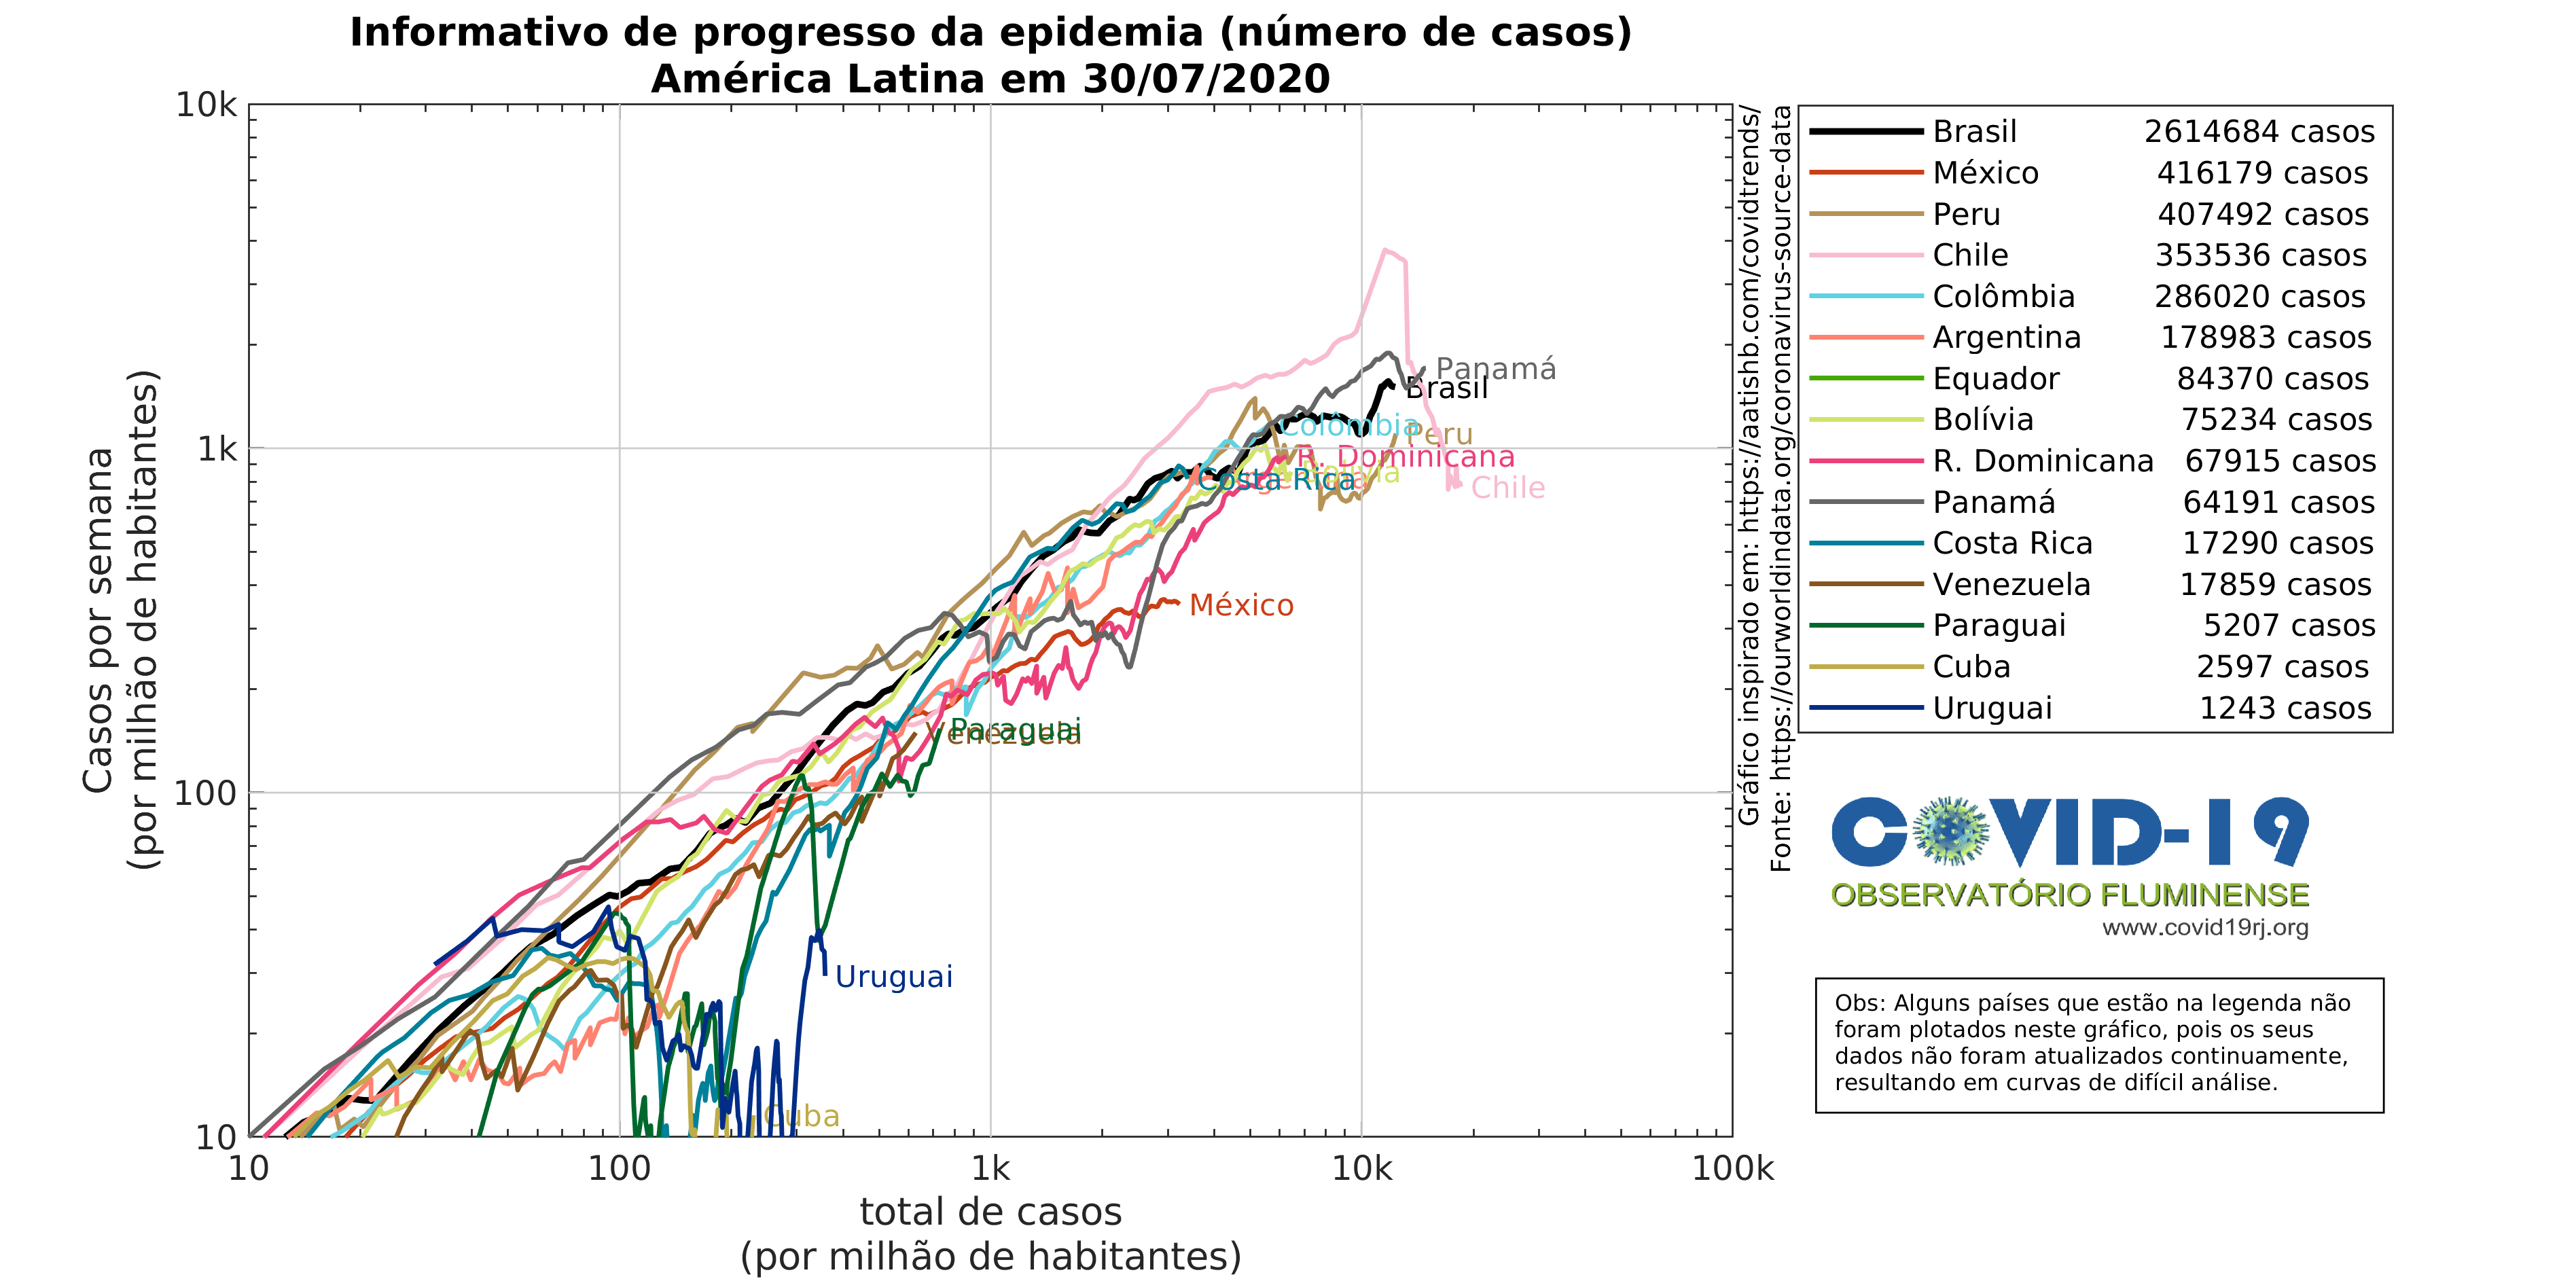 Informativo de progresso da epidemia (número de casos)
América Latina em 30/07/2020
10k
1k
100
10
Casos por semana
(por milhão de habitantes)
10
100
1k
10k
100k
total de casos
(por milhão de habitantes)
Panamá
Brasil
Colômbia
Peru
R. Dominicana
Bolívia
Argentina
Costa Rica
Chile
México
Paraguai
Venezuela
Uruguai
Cuba
Gráfico inspirado em: https://aatishb.com/covidtrends/
Fonte: https://ourworldindata.org/coronavirus-source-data
Brasil 2614684 casos
México 416179 casos
Peru 407492 casos
Chile 353536 casos
Colômbia 286020 casos
Argentina 178983 casos
Equador 84370 casos
Bolívia 75234 casos
R. Dominicana 67915 casos
Panamá 64191 casos
Costa Rica 17290 casos
Venezuela 17859 casos
Paraguai 5207 casos
Cuba 2597 casos
Uruguai 1243 casos
COVID-19
OBSERVATÓRIO FLUMINENSE
www.covid19rj.org
Obs: Alguns países que estão na legenda não
foram plotados neste gráfico, pois os seus
dados não foram atualizados continuamente,
resultando em curvas de difícil análise.